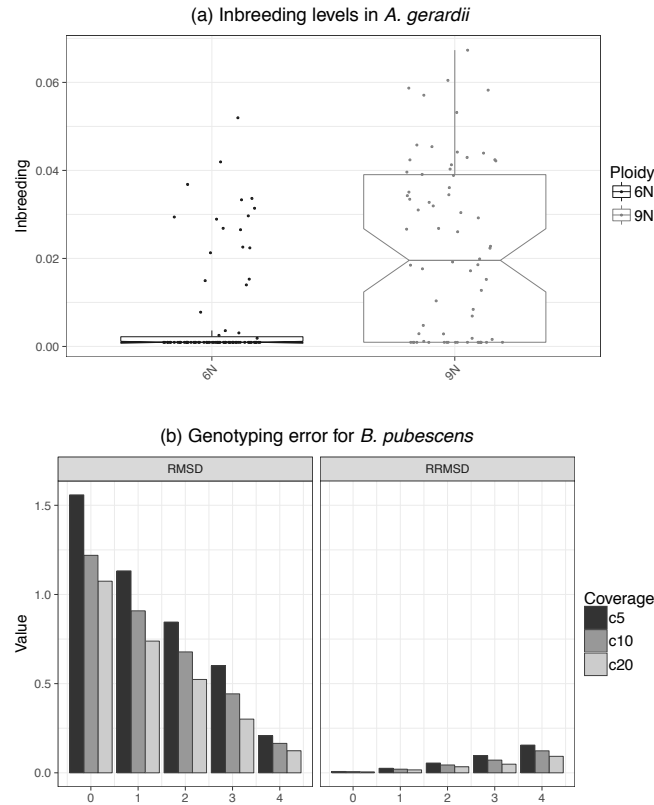 (a) Inbreeding levels in A. gerardii
Inbreeding
0.06
0.04
0.02
0.00
6N
9N
Ploidy
6N
9N
(b) Genotyping error for B. pubescens
RMSD
RRMSD
Value
1.5
1.0
0.5
0.0
0 1 2 3 4
0 1 2 3 4
Coverage
c5
c10
c20